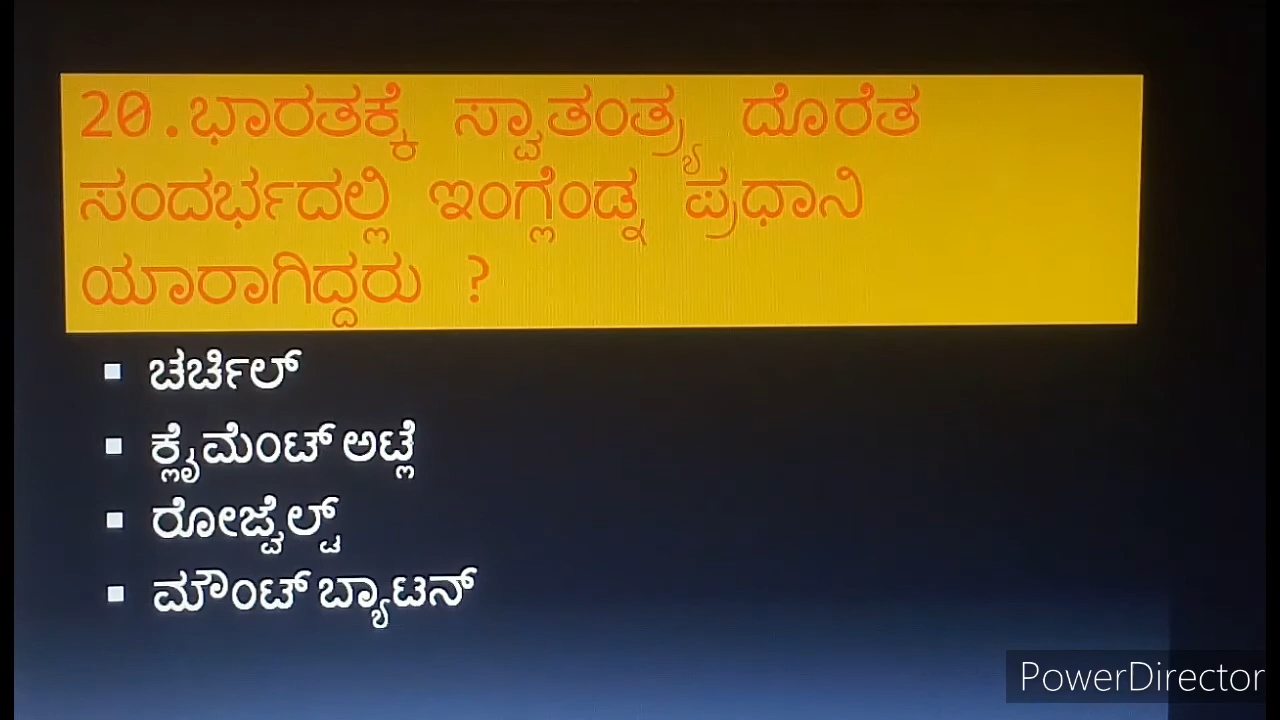 20.ಭಾರತಕ್ಕೆ ಸ್ವಾತಂತ್ರ್ಯ ದೊರೆತ
ಸಂದರ್ಭದಲ್ಲಿ ಇಂಗ್ಲೆಂಡ್ನ ಪ್ರಧಾನಿ
ಯಾರಾಗಿದ್ದರು ?
▪ ಚರ್ಚಿಲ್
▪ ಕ್ಲೈಮೆಂಟ್ ಅಟ್ಲೆ
▪ ರೋಜ್ವೆಲ್ಟ್
▪ ಮೌಂಟ್ ಬ್ಯಾಟನ್
PowerDirector